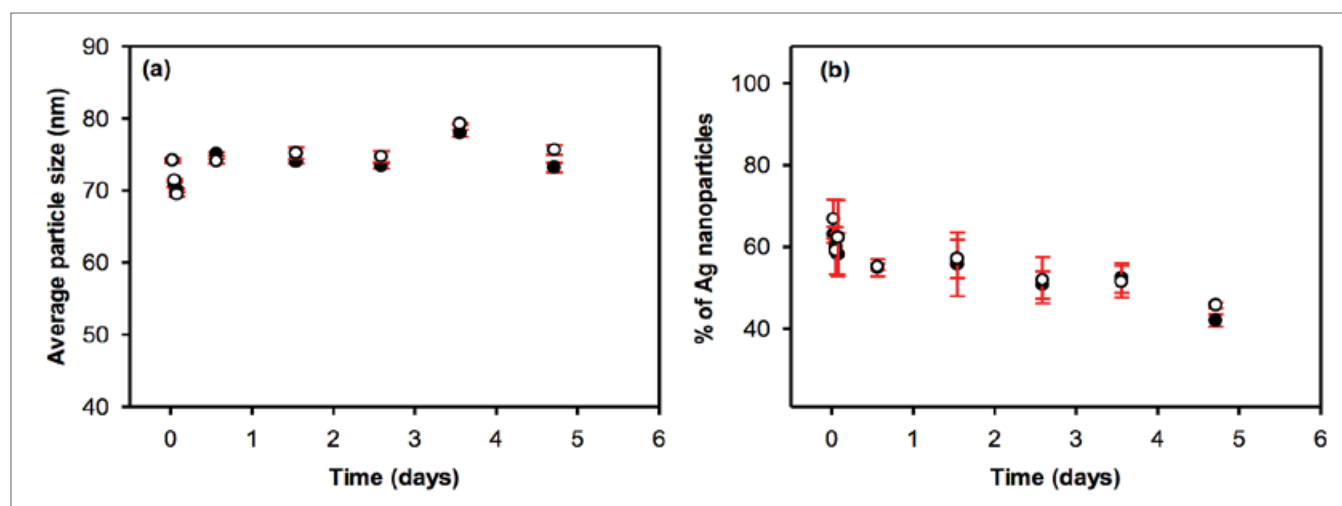 (a)
Average particle size (nm)
90
80
70
60
50
40
0 1 2 3 4 5 6
Time (days)
(b)
% of Ag nanoparticles
100
80
60
40
0 1 2 3 4 5 6
Time (days)